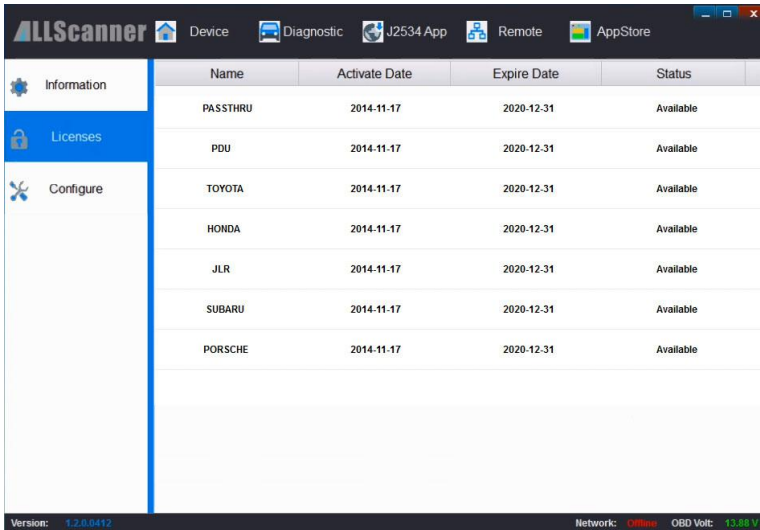 ALLScanner Device Diagnostic J2534 App Remote AppStore
Information
Licenses
Configure
Name Activate Date Expire Date Status
PASSTHRU 2014-11-17 2020-12-31 Available
PDU 2014-11-17 2020-12-31 Available
TOYOTA 2014-11-17 2020-12-31 Available
HONDA 2014-11-17 2020-12-31 Available
JLR 2014-11-17 2020-12-31 Available
SUBARU 2014-11-17 2020-12-31 Available
PORSCHE 2014-11-17 2020-12-31 Available
Version: 1.2.0.0412 Network: Offline OBD Volt: 13.88 V